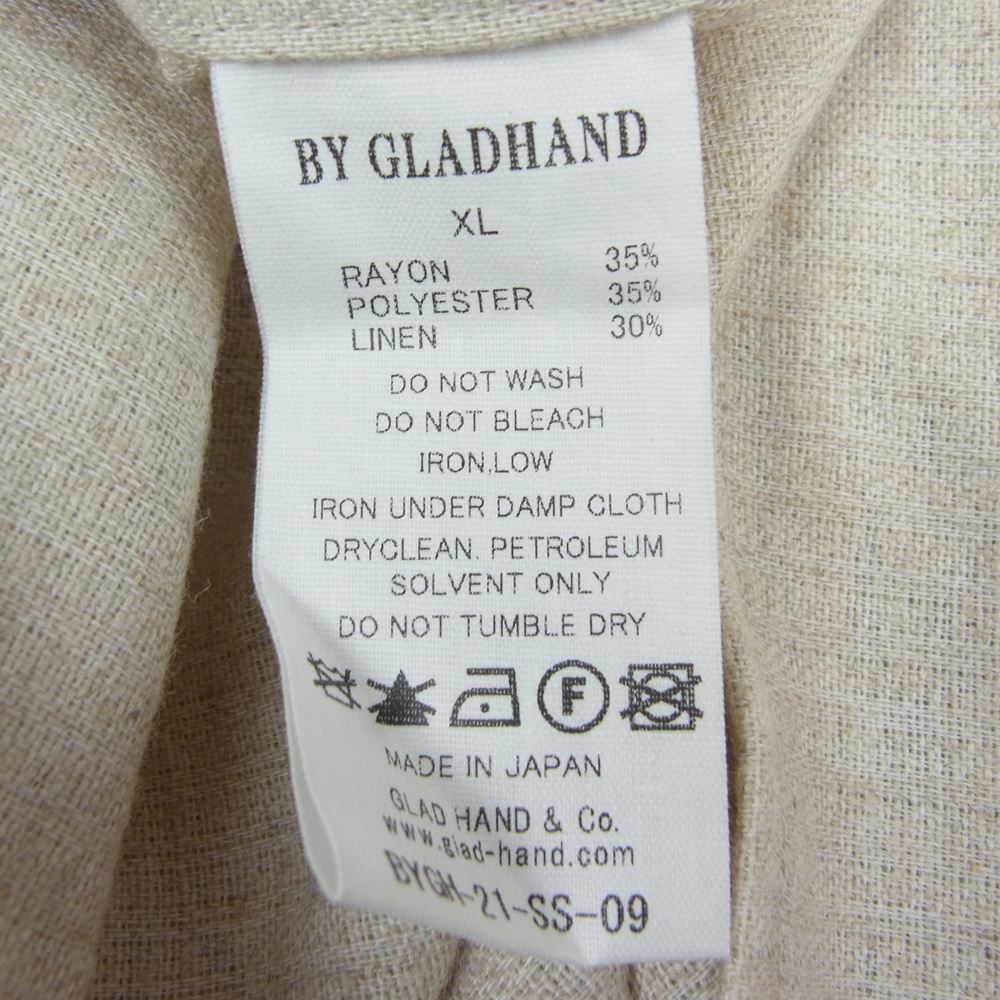 BY GLADHAND
XL
RAYON 35%
POLYESTER 35%
LINEN 30%
DO NOT WASH
DO NOT BLEACH
IRON,LOW
IRON UNDER DAMP CLOTH
DRYCLEAN. PETROLEUM
SOLVENT ONLY
DO NOT TUMBLE DRY
F
MADE IN JAPAN
GLAD HAND & Co.
www.glad-hand.com
BYGH-21-SS-09